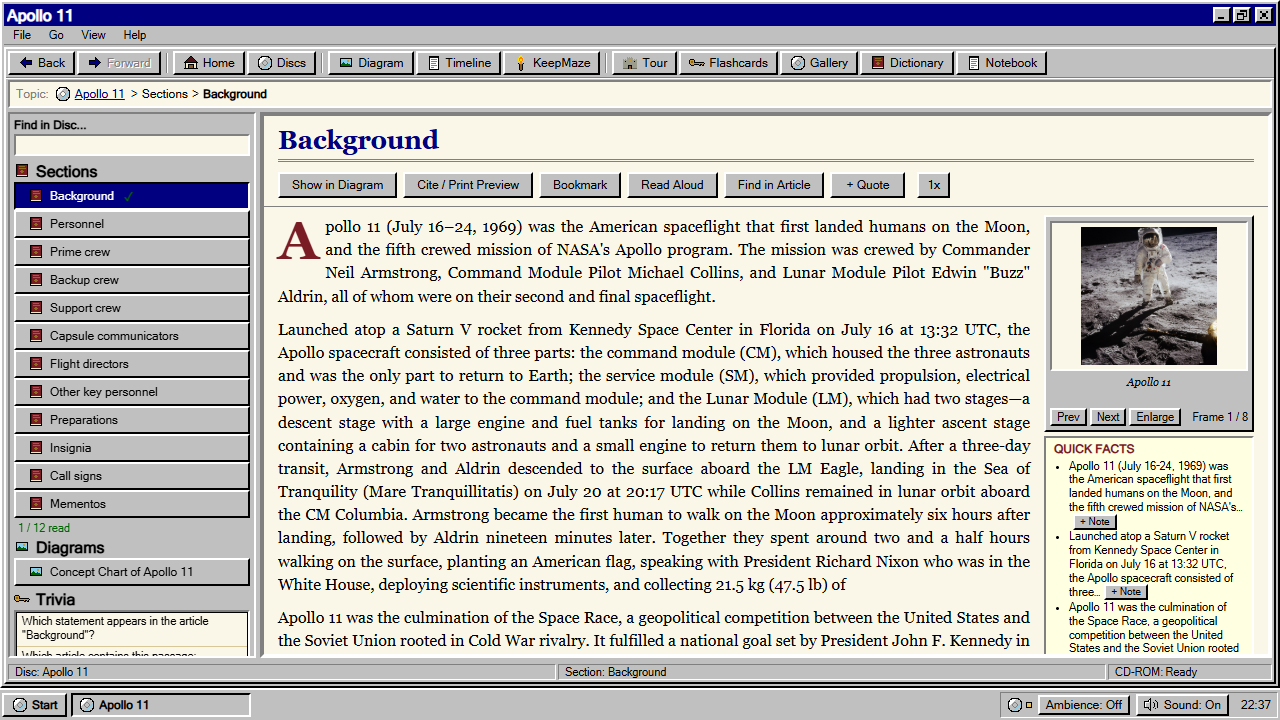 Apollo 11
File Go View Help
Back Forward Home Discs Diagram Timeline KeepMaze Tour Flashcards Gallery Dictionary Notebook
Topic: Apollo 11 > Sections > Background
Find in Disc...
Sections
Background ✓
Personnel
Prime crew
Backup crew
Support crew
Capsule communicators
Flight directors
Other key personnel
Preparations
Insignia
Call signs
Mementos
1 / 12 read
Diagrams
Concept Chart of Apollo 11
Trivia
Which statement appears in the article
"Background"?
Which article contains this passage:
Background
Show in Diagram Cite / Print Preview Bookmark Read Aloud Find in Article + Quote 1x
Apollo 11 (July 16–24, 1969) was the American spaceflight that first landed humans on the Moon,
and the fifth crewed mission of NASA's Apollo program. The mission was crewed by Commander
Neil Armstrong, Command Module Pilot Michael Collins, and Lunar Module Pilot Edwin "Buzz"
Aldrin, all of whom were on their second and final spaceflight.
Launched atop a Saturn V rocket from Kennedy Space Center in Florida on July 16 at 13:32 UTC, the
Apollo spacecraft consisted of three parts: the command module (CM), which housed the three astronauts
and was the only part to return to Earth; the service module (SM), which provided propulsion, electrical
power, oxygen, and water to the command module; and the Lunar Module (LM), which had two stages—a
descent stage with a large engine and fuel tanks for landing on the Moon, and a lighter ascent stage
containing a cabin for two astronauts and a small engine to return them to lunar orbit. After a three-day
transit, Armstrong and Aldrin descended to the surface aboard the LM Eagle, landing in the Sea of
Tranquility (Mare Tranquillitatis) on July 20 at 20:17 UTC while Collins remained in lunar orbit aboard
the CM Columbia. Armstrong became the first human to walk on the Moon approximately six hours after
landing, followed by Aldrin nineteen minutes later. Together they spent around two and a half hours
walking on the surface, planting an American flag, speaking with President Richard Nixon who was in the
White House, deploying scientific instruments, and collecting 21.5 kg (47.5 lb) of
Apollo 11 was the culmination of the Space Race, a geopolitical competition between the United States and
the Soviet Union rooted in Cold War rivalry. It fulfilled a national goal set by President John F. Kennedy in
Apollo 11
Prev Next Enlarge Frame 1 / 8
QUICK FACTS
• Apollo 11 (July 16-24, 1969) was
the American spaceflight that first
landed humans on the Moon, and
the fifth crewed mission of NASA's...
+ Note
• Launched atop a Saturn V rocket
from Kennedy Space Center in
Florida on July 16 at 13:32 UTC,
the Apollo spacecraft consisted of
three... + Note
• Apollo 11 was the culmination of
the Space Race, a geopolitical
competition between the United
States and the Soviet Union rooted
Disc: Apollo 11 Section: Background CD-ROM: Ready
Start Apollo 11 Ambience: Off Sound: On 22:37